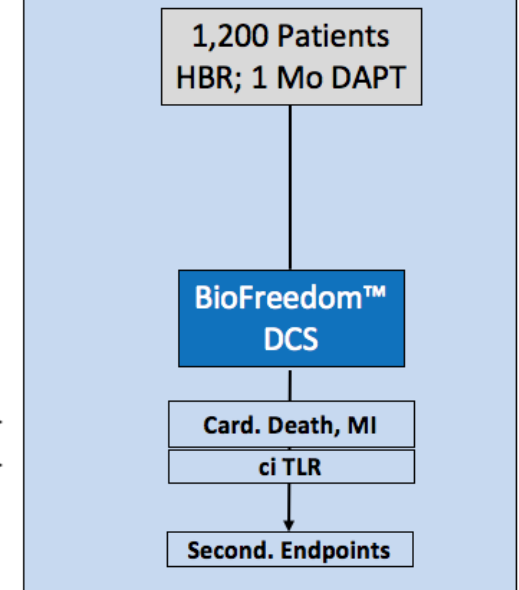 1,200 Patients
HBR; 1 Mo DAPT
BioFreedom™
DCS
Card. Death, MI
ci TLR
Second. Endpoints